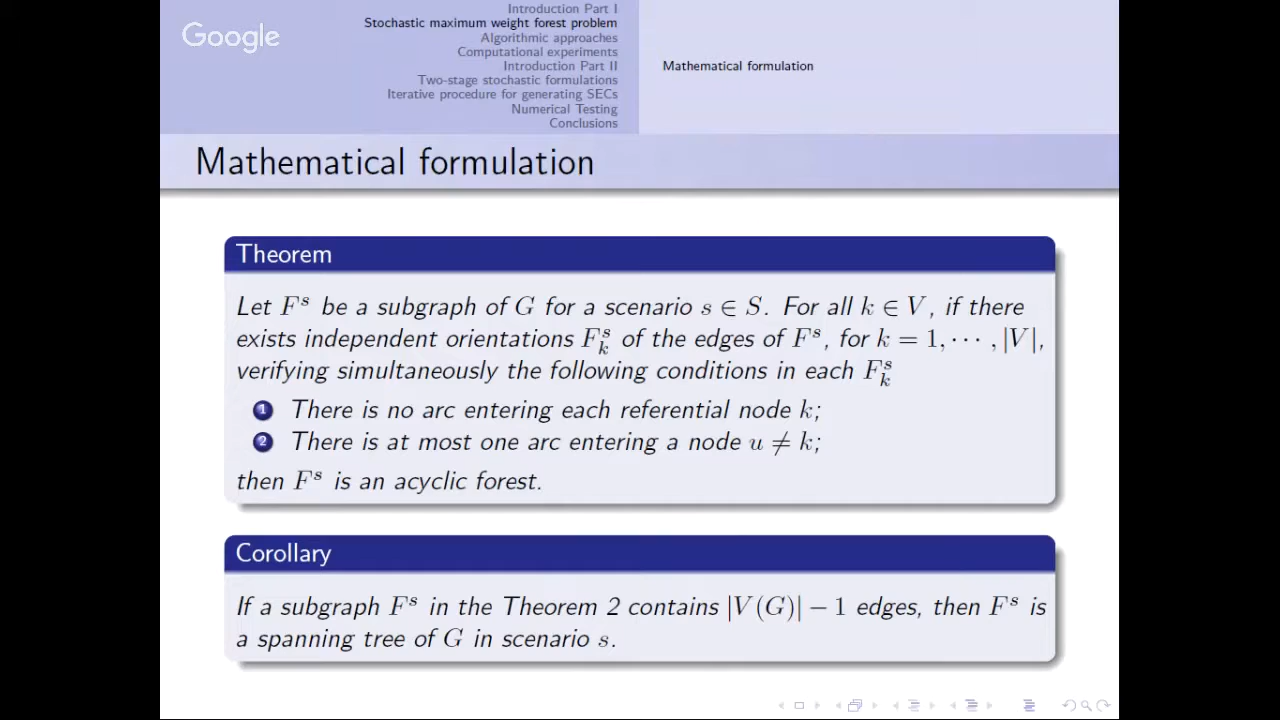 Google
Introduction Part I
Stochastic maximum weight forest problem
Algorithmic approaches
Computational experiments
Introduction Part II
Two-stage stochastic formulations
Iterative procedure for generating SECs
Numerical Testing
Conclusions
Mathematical formulation
Mathematical formulation
Theorem
Let F^s be a subgraph of G for a scenario s ∈ S. For all k ∈ V, if there
exists independent orientations F_k^s of the edges of F^s, for k = 1, ⋯ , |V|,
verifying simultaneously the following conditions in each F_k^s
1 There is no arc entering each referential node k;
2 There is at most one arc entering a node u ≠ k;
then F^s is an acyclic forest.
Corollary
If a subgraph F^s in the Theorem 2 contains |V(G)| − 1 edges, then F^s is
a spanning tree of G in scenario s.